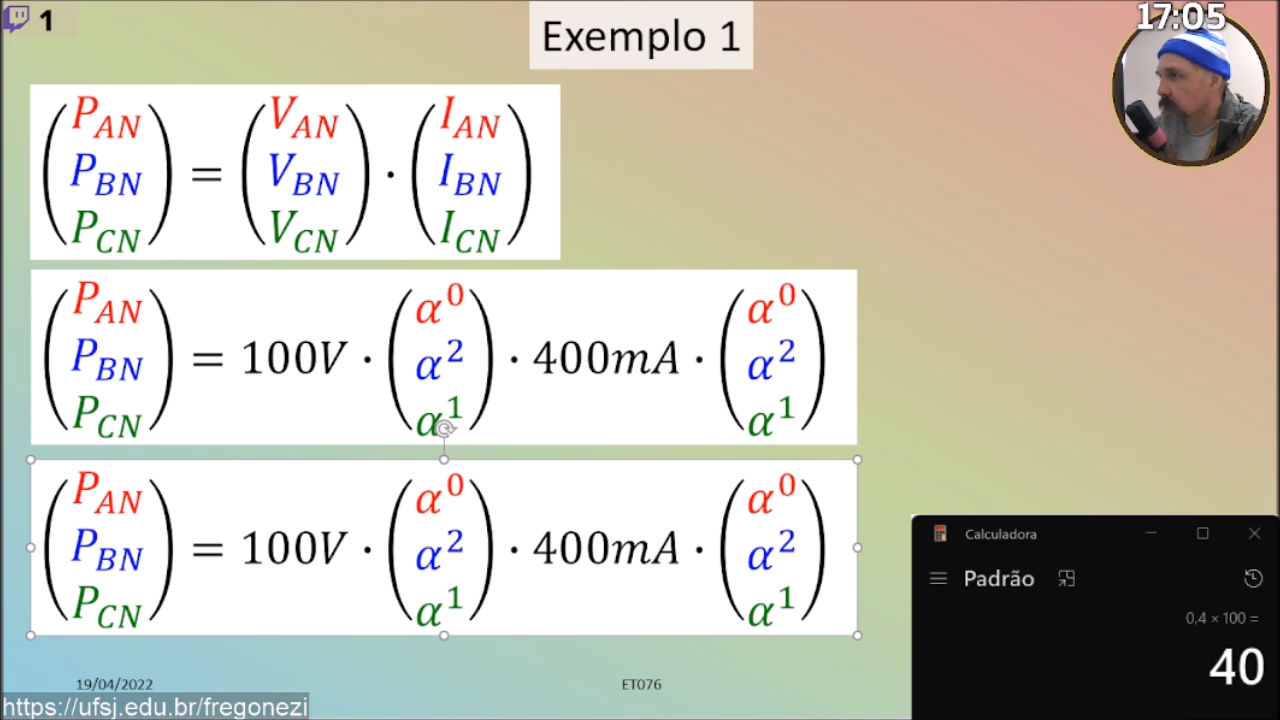 1
17:05
Exemplo 1
P_AN
P_BN
P_CN
=
V_AN
V_BN
V_CN
·
I_AN
I_BN
I_CN
P_AN
P_BN
P_CN
= 100V ·
α^0
α^2
α^1
· 400mA ·
α^0
α^2
α^1
P_AN
P_BN
P_CN
= 100V ·
α^0
α^2
α^1
· 400mA ·
α^0
α^2
α^1
Calculadora
Padrão
0,4 × 100 =
40
19/04/2022
ET076
https://ufsj.edu.br/fregonezi